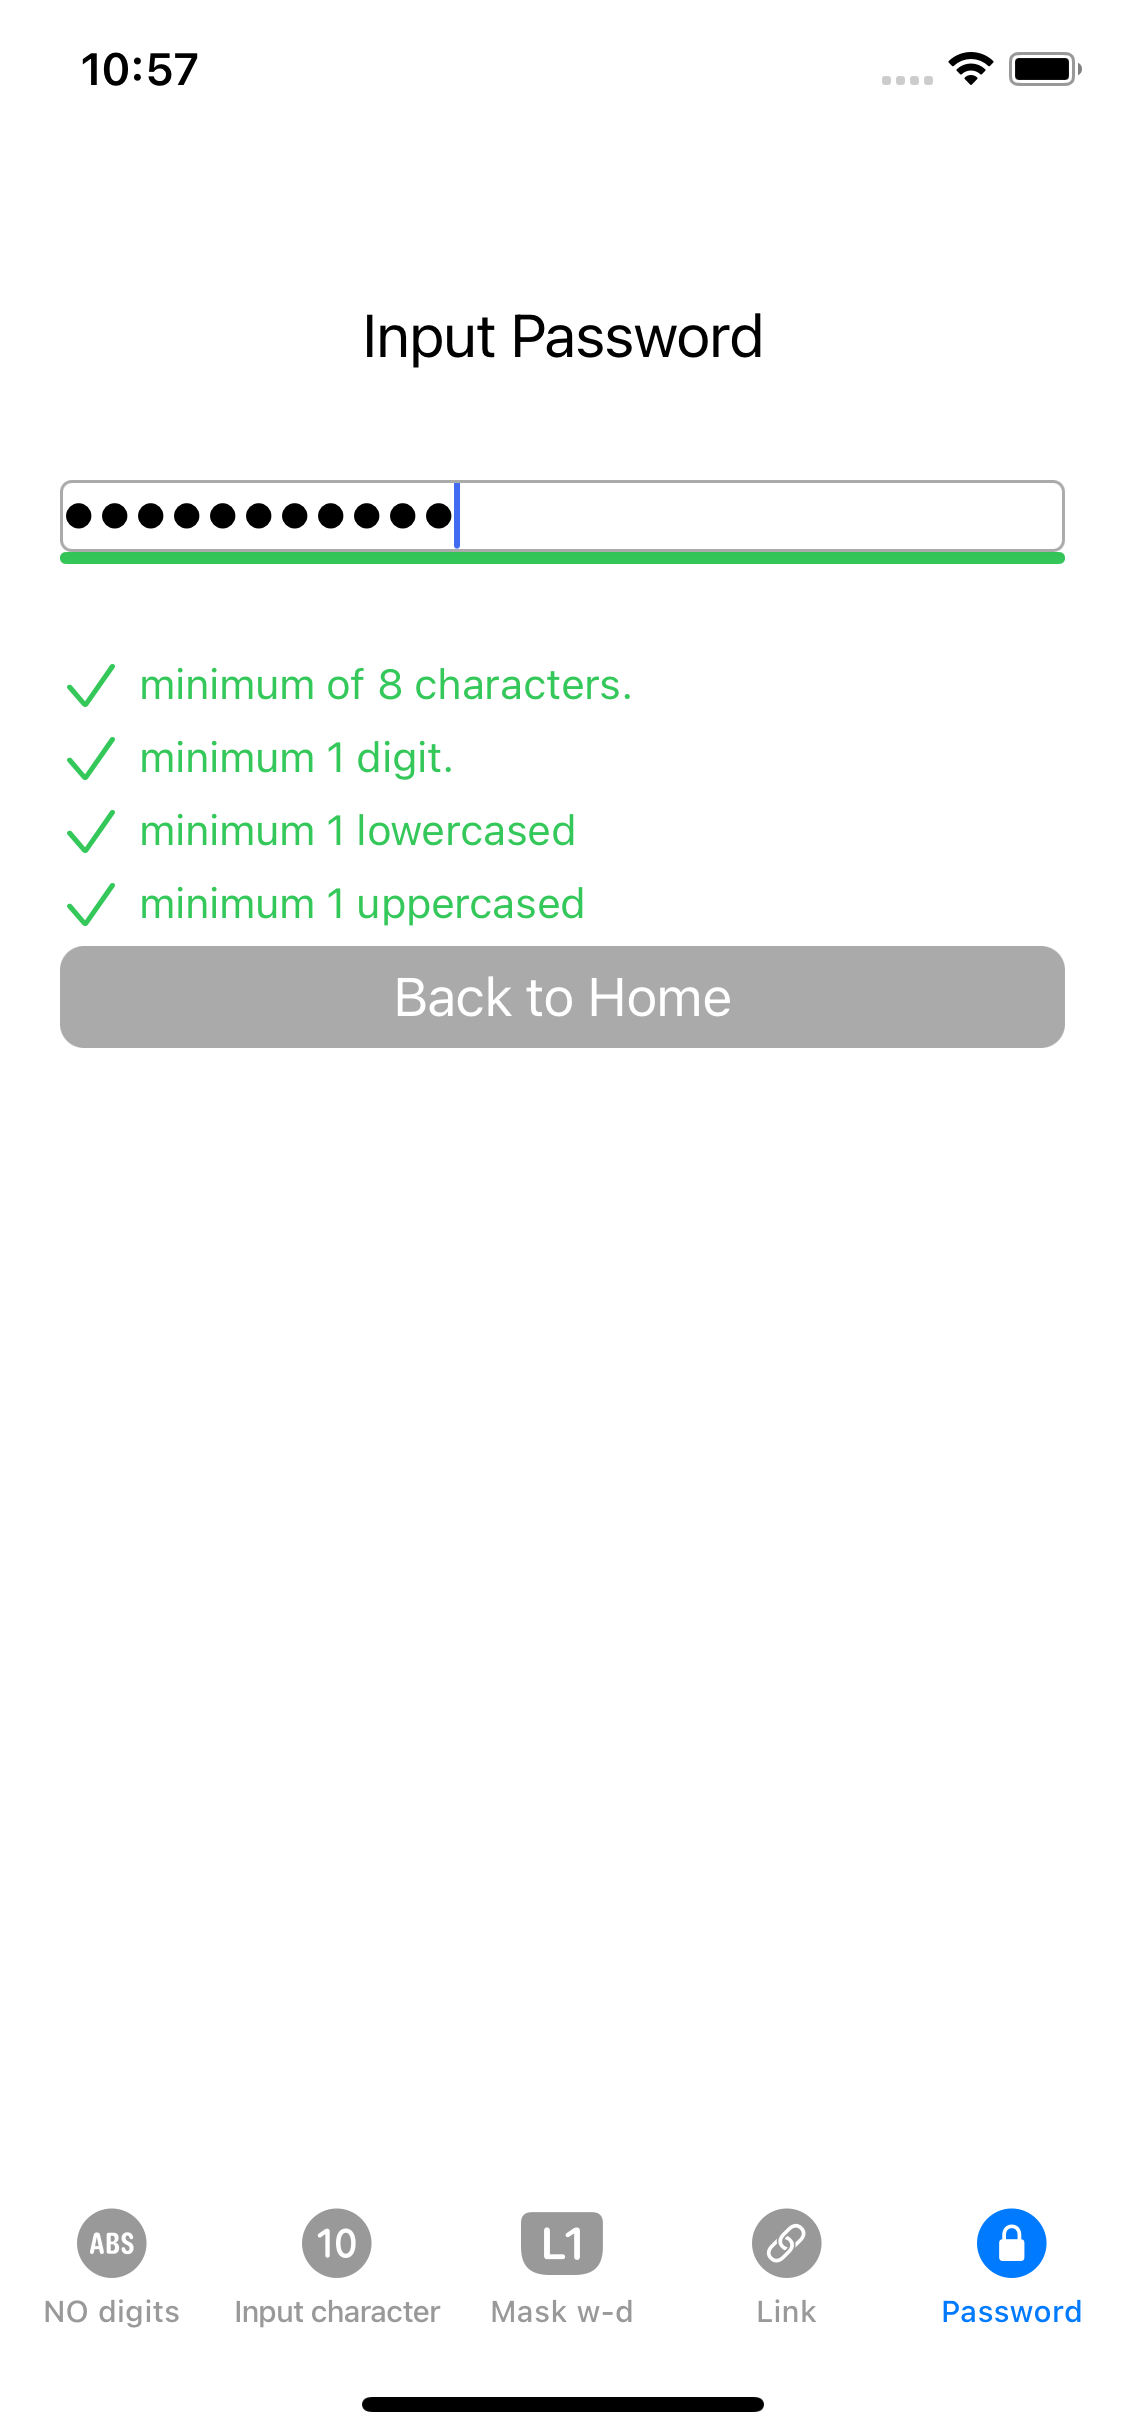 10:57
Input Password
●●●●●●●●●●●
minimum of 8 characters.
minimum 1 digit.
minimum 1 lowercased
minimum 1 uppercased
Back to Home
ABS
10
L1
NO digits
Input character
Mask w-d
Link
Password